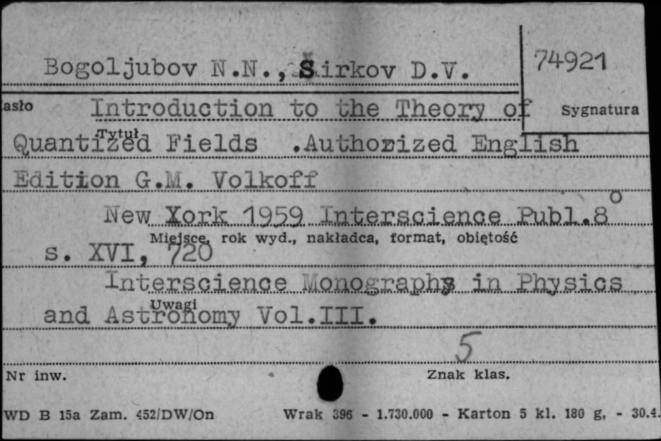 Bogoljubov N.N., Širkov D.V.
74921
asło
Sygnatura
Introduction to the Theory of
Tytuł
Quantized Fields .Authorized English
Edition G.M. Volkoff
New York 1959 Interscience Publ.8°
Miejsce, rok wyd., nakładca, format, objętość
s. XVI, 720
Interscience Monographs in Physics
Uwagi
and Astronomy Vol.III.
5
Nr inw.
Znak klas.
WD B 15a Zam. 452/DW/On Wrak 396 - 1.730.000 - Karton 5 kl. 180 g, - 30.4.